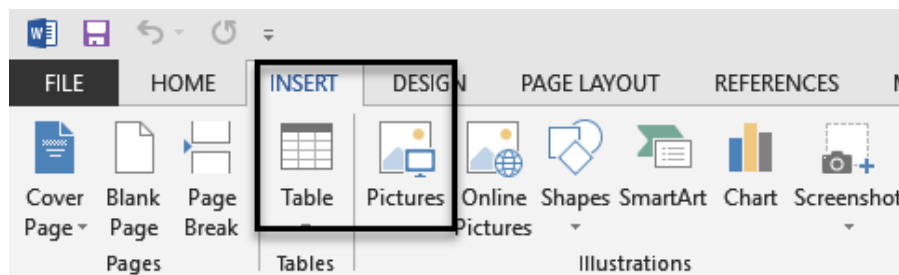 FILE HOME INSERT DESIGN PAGE LAYOUT REFERENCES
Cover Blank Page Table Pictures Online Shapes SmartArt Chart Screenshot
Page Page Break Pictures
Pages Tables Illustrations